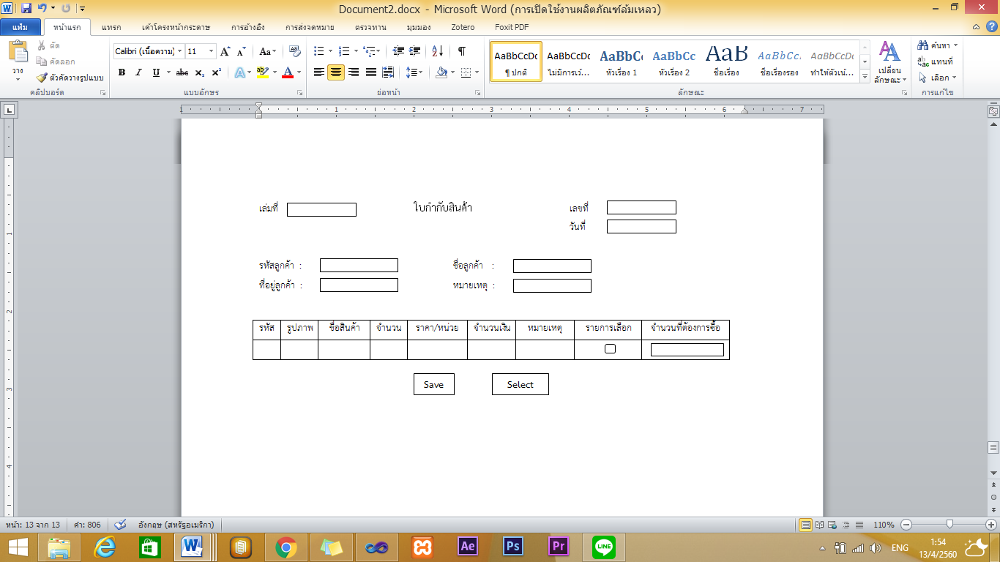 Document2.docx - Microsoft Word (การเปิดใช้งานผลิตภัณฑ์ล้มเหลว)
แฟ้ม หน้าแรก แทรก เค้าโครงหน้ากระดาษ การอ้างอิง การส่งจดหมาย ตรวจทาน มุมมอง Zotero Foxit PDF
วาง ตัด คัดลอก ตัวคัดวางรูปแบบ
Calibri (เนื้อความ) 11
AaBbCcDc AaBbCcDc AaBbCc AaBbCc AaB AaBbCcL AaBbCcDc
¶ ปกติ ไม่มีการเว้... หัวเรื่อง 1 หัวเรื่อง 2 ชื่อเรื่อง ชื่อเรื่องรอง ทำให้ตัวเน้...
เปลี่ยนลักษณะ ค้นหา แทนที่ เลือก
คลิปบอร์ด แบบอักษร ย่อหน้า ลักษณะ การแก้ไข
1 1 2 3 4 5 6 7
เล่มที่ ใบกำกับสินค้า เลขที่
วันที่
รหัสลูกค้า : ชื่อลูกค้า :
ที่อยู่ลูกค้า : หมายเหตุ :
รหัส รูปภาพ ชื่อสินค้า จำนวน ราคา/หน่วย จำนวนเงิน หมายเหตุ รายการเลือก จำนวนที่ต้องการซื้อ
Save Select
หน้า: 13 จาก 13 คำ: 806 อังกฤษ (สหรัฐอเมริกา) 110%
Ae Ps Pr LINE ENG 1:54
13/4/2560